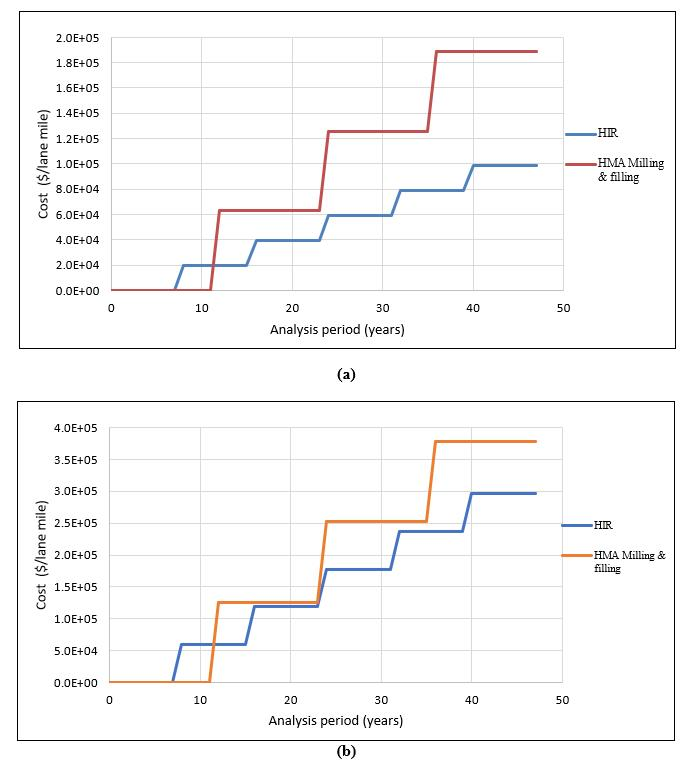 2.0E+05
1.8E+05
1.6E+05
1.4E+05
1.2E+05
1.0E+05
8.0E+04
6.0E+04
4.0E+04
2.0E+04
0.0E+00
Cost ($/lane mile)
0 10 20 30 40 50
Analysis period (years)
HIR
HMA Milling
& filling
(a)
4.0E+05
3.5E+05
3.0E+05
2.5E+05
2.0E+05
1.5E+05
1.0E+05
5.0E+04
0.0E+00
Cost ($/lane mile)
0 10 20 30 40 50
Analysis period (years)
HIR
HMA Milling &
filling
(b)